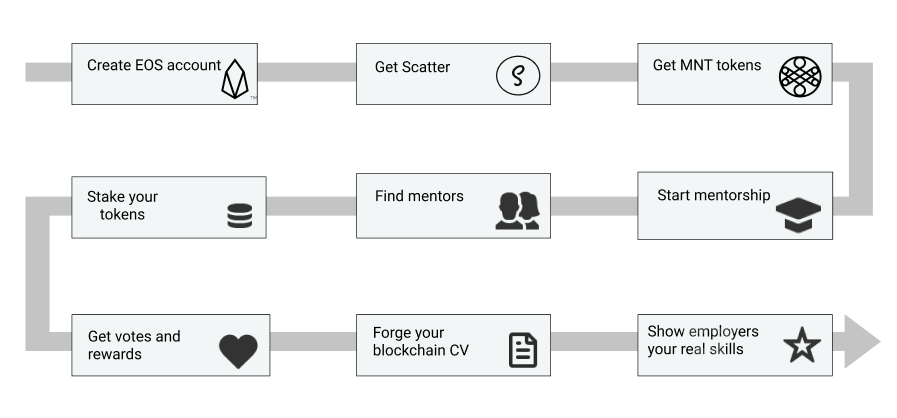 Create EOS account
TM
Get Scatter
Get MNT tokens
Start mentorship
Find mentors
Stake your
tokens
Get votes and
rewards
Forge your
blockchain CV
Show employers
your real skills